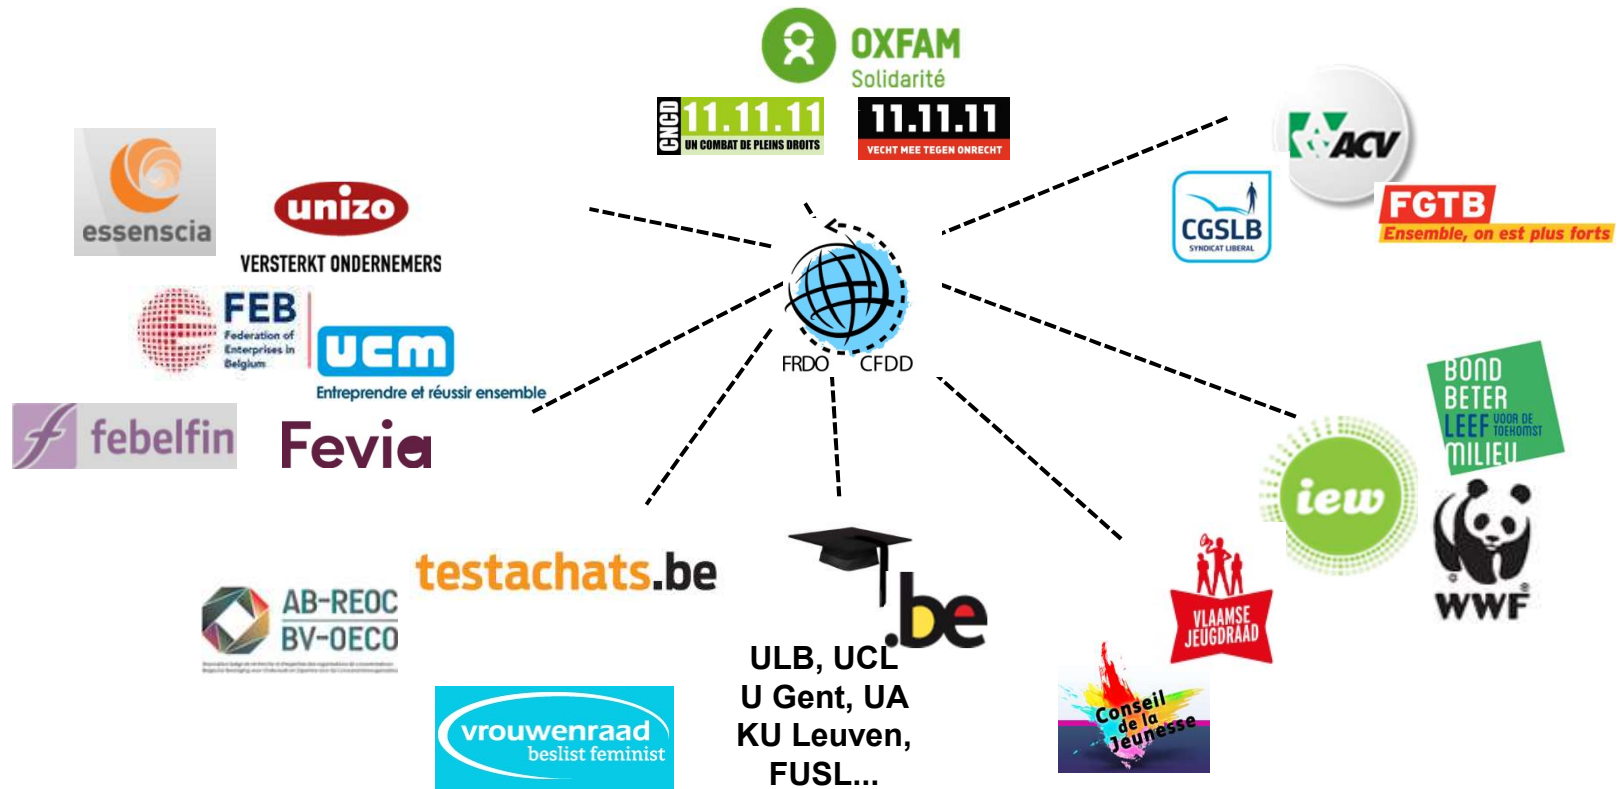 OXFAM
Solidarité
CNCD
11.11.11
UN COMBAT DE PLEINS DROITS
11.11.11
VECHT MEE TEGEN ONRECHT
ACV
CGSLB
SYNDICAT LIBERAL
FGTB
Ensemble, on est plus forts
essenscia
unizo
VERSTERKT ONDERNEMERS
FEB
Federation of
Enterprises in
Belgium
ucm
Entreprendre et réussir ensemble
febelfin
Fevia
FRDO CFDD
BOND
BETER
LEEF VOOR DE TOEKOMST
MILIEU
iew
WWF
testachats.be
AB-REOC
BV-OECO
.be
VLAAMSE
JEUGDRAAD
vrouwenraad
beslist feminist
ULB, UCL
U Gent, UA
KU Leuven,
FUSL...
Conseil
de la
Jeunesse